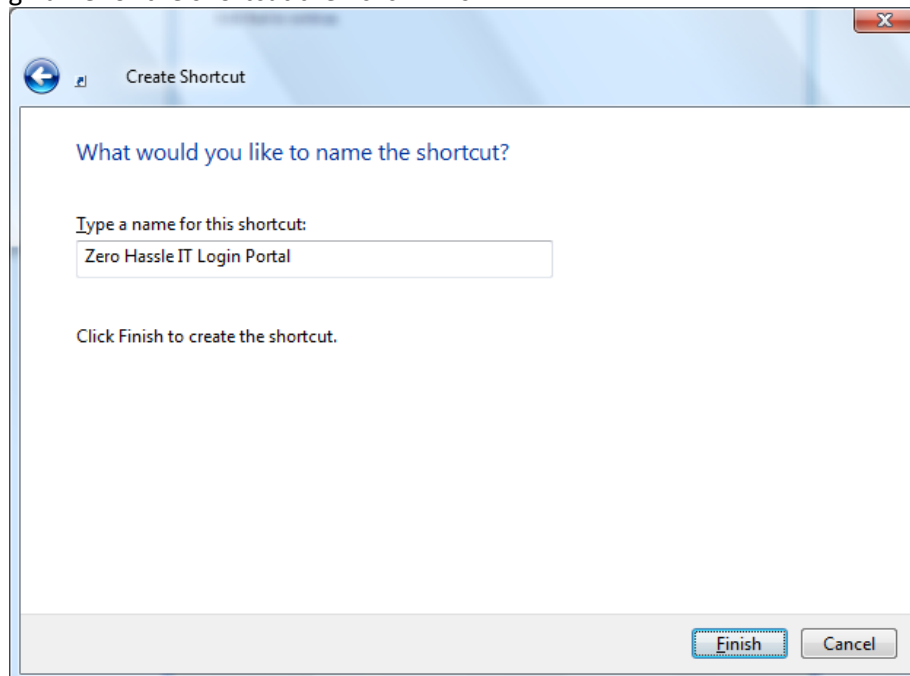 Create Shortcut
What would you like to name the shortcut?
Type a name for this shortcut:
Zero Hassle IT Login Portal
Click Finish to create the shortcut.
Finish Cancel